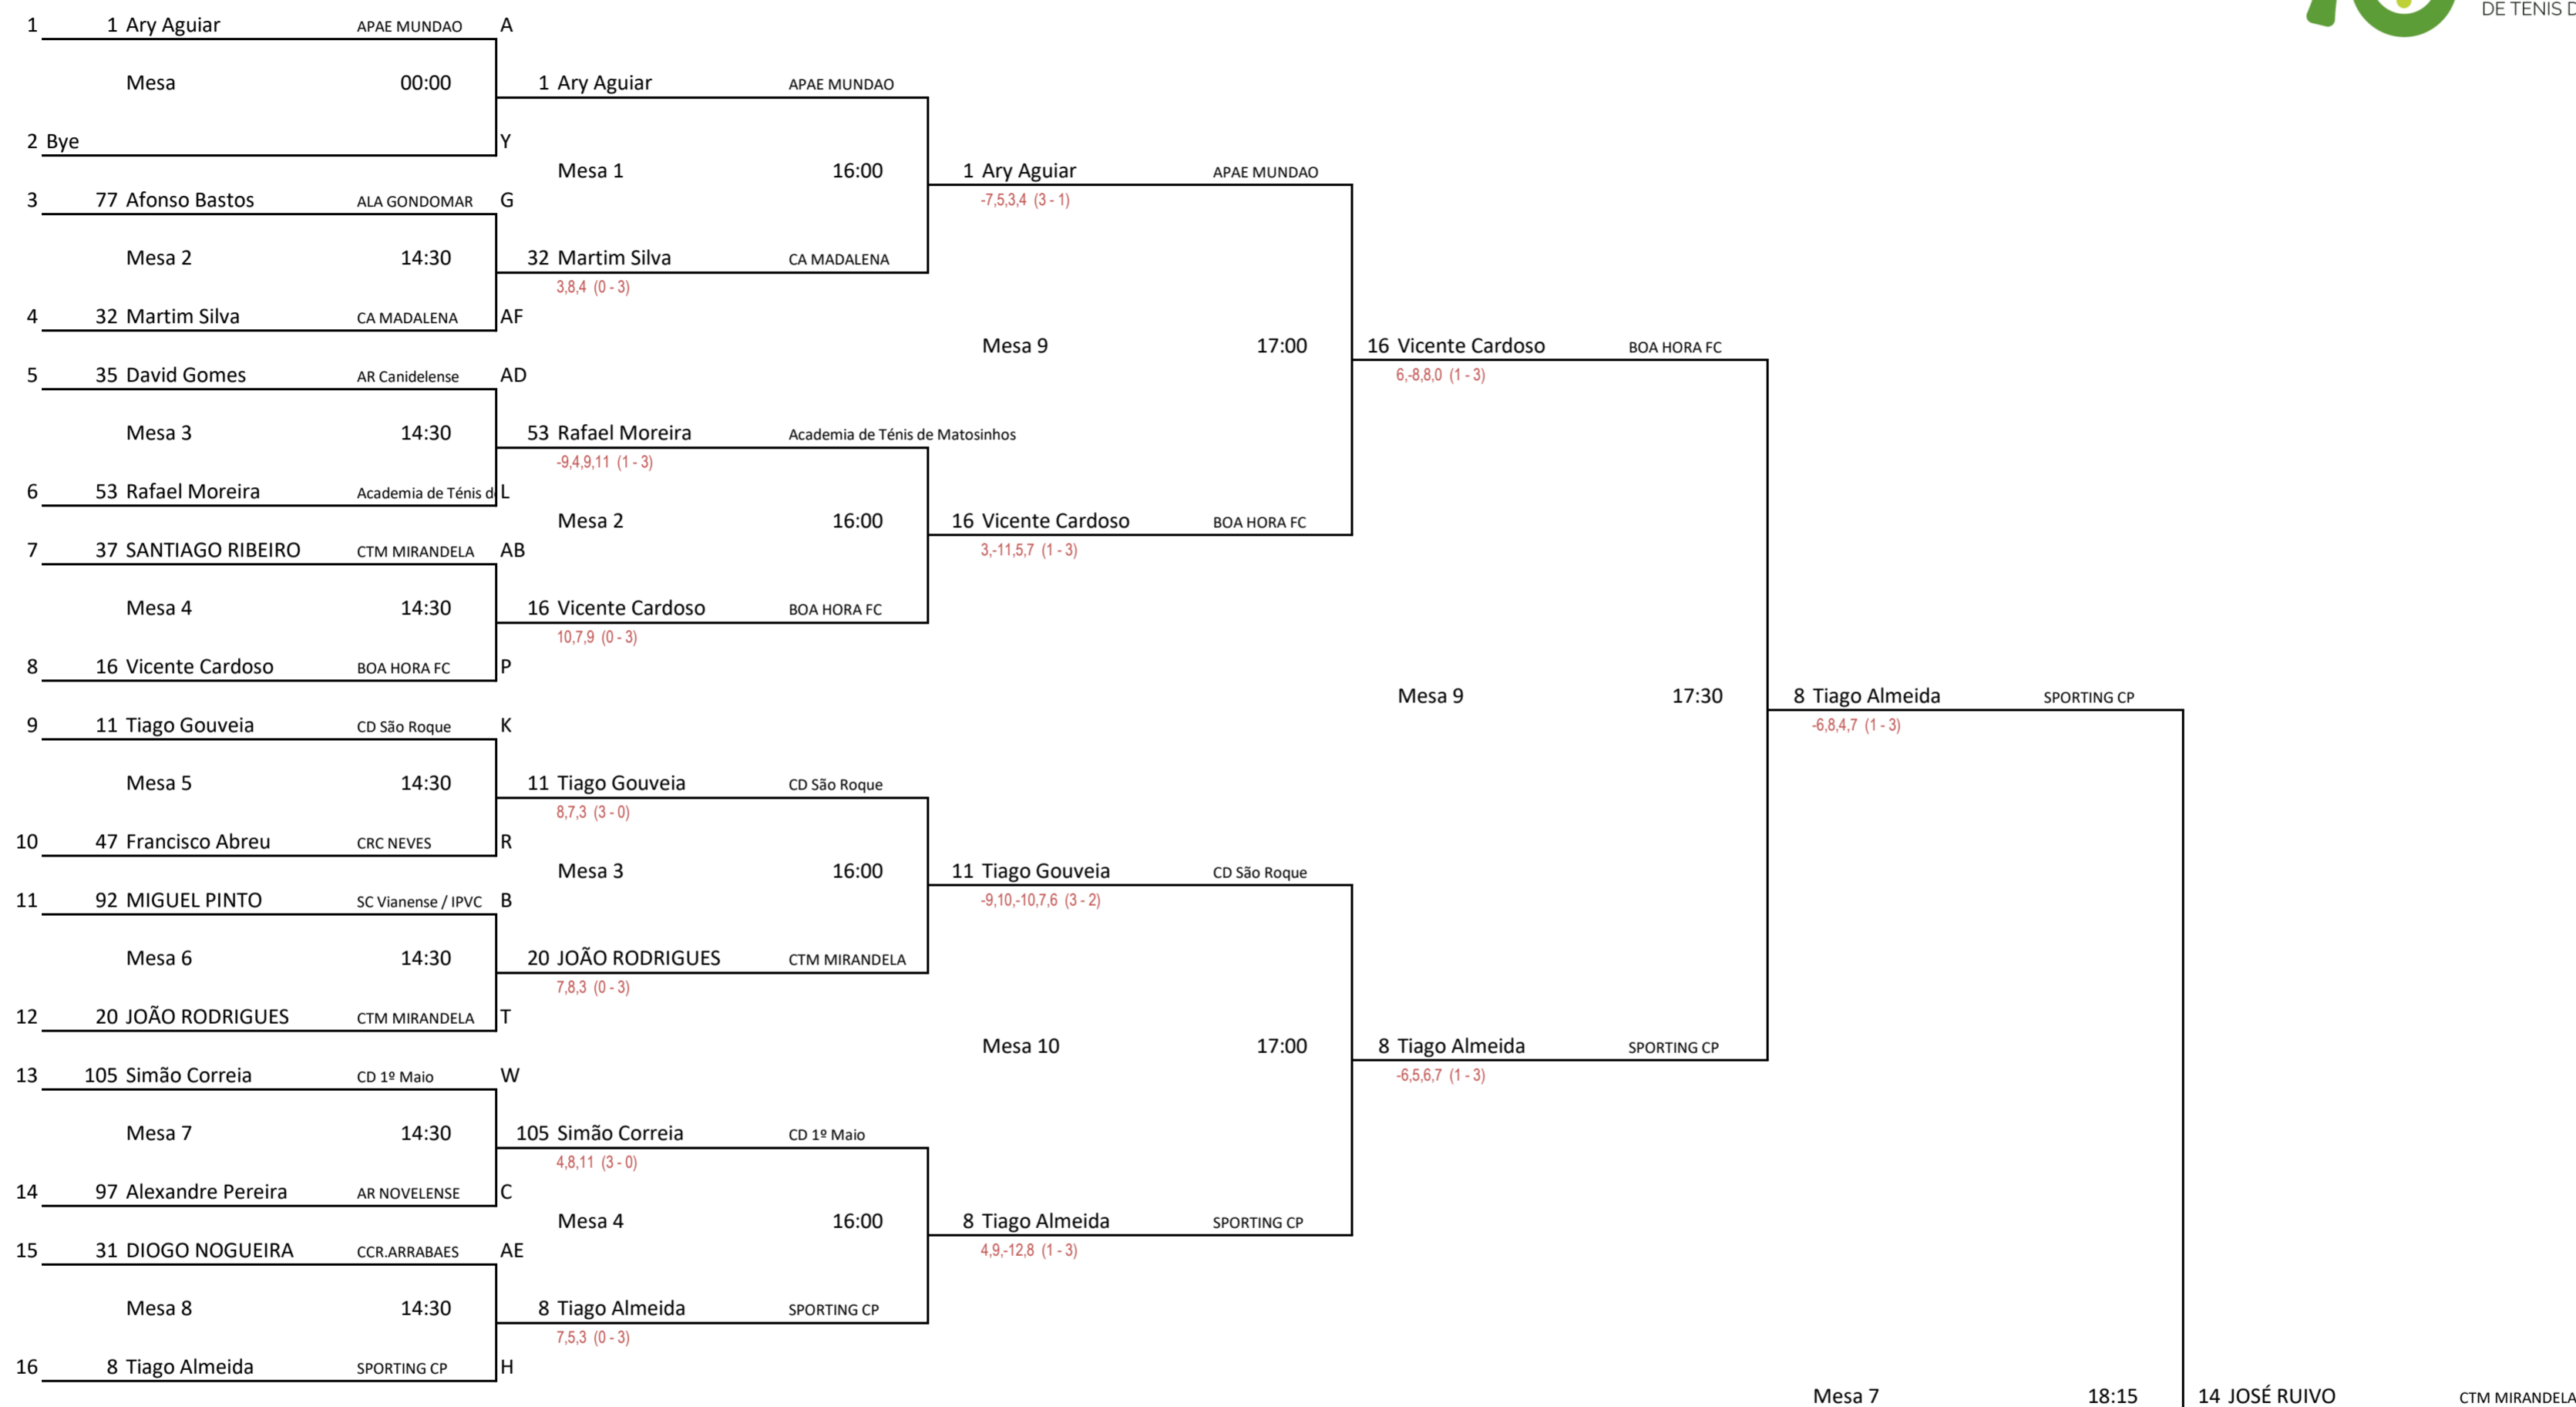 DE TENIS D
1 1 Ary Aguiar APAE MUNDAO A
Mesa 00:00 1 Ary Aguiar APAE MUNDAO
2 Bye Y
Mesa 1 16:00 1 Ary Aguiar APAE MUNDAO
3 77 Afonso Bastos ALA GONDOMAR G -7,5,3,4 (3 - 1)
Mesa 2 14:30 32 Martim Silva CA MADALENA
3,8,4 (0 - 3)
4 32 Martim Silva CA MADALENA AF
Mesa 9 17:00 16 Vicente Cardoso BOA HORA FC
5 35 David Gomes AR Canidelense AD 6,-8,8,0 (1 - 3)
Mesa 3 14:30 53 Rafael Moreira Academia de Ténis de Matosinhos
-9,4,9,11 (1 - 3)
6 53 Rafael Moreira Academia de Ténis d L
Mesa 2 16:00 16 Vicente Cardoso BOA HORA FC
7 37 SANTIAGO RIBEIRO CTM MIRANDELA AB 3,-11,5,7 (1 - 3)
Mesa 4 14:30 16 Vicente Cardoso BOA HORA FC
10,7,9 (0 - 3)
8 16 Vicente Cardoso BOA HORA FC P
Mesa 9 17:30 8 Tiago Almeida SPORTING CP
9 11 Tiago Gouveia CD São Roque K -6,8,4,7 (1 - 3)
Mesa 5 14:30 11 Tiago Gouveia CD São Roque
8,7,3 (3 - 0)
10 47 Francisco Abreu CRC NEVES R
Mesa 3 16:00 11 Tiago Gouveia CD São Roque
11 92 MIGUEL PINTO SC Vianense / IPVC B -9,10,-10,7,6 (3 - 2)
Mesa 6 14:30 20 JOÃO RODRIGUES CTM MIRANDELA
7,8,3 (0 - 3)
12 20 JOÃO RODRIGUES CTM MIRANDELA T
Mesa 10 17:00 8 Tiago Almeida SPORTING CP
13 105 Simão Correia CD 1º Maio W -6,5,6,7 (1 - 3)
Mesa 7 14:30 105 Simão Correia CD 1º Maio
4,8,11 (3 - 0)
14 97 Alexandre Pereira AR NOVELENSE C
Mesa 4 16:00 8 Tiago Almeida SPORTING CP
15 31 DIOGO NOGUEIRA CCR.ARRABAES AE 4,9,-12,8 (1 - 3)
Mesa 8 14:30 8 Tiago Almeida SPORTING CP
7,5,3 (0 - 3)
16 8 Tiago Almeida SPORTING CP H
Mesa 7 18:15 14 JOSÉ RUIVO CTM MIRANDELA